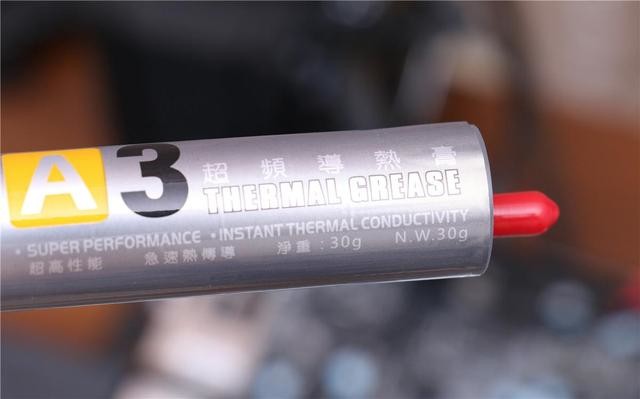 A 3
超頻導熱膏
THERMAL GREASE
· SUPER PERFORMANCE · INSTANT THERMAL CONDUCTIVITY
超高性能 急速熱傳導 淨重:30g N.W.30g